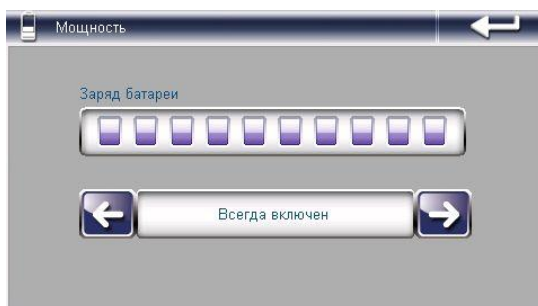 Мощность
Заряд батареи
Всегда включен